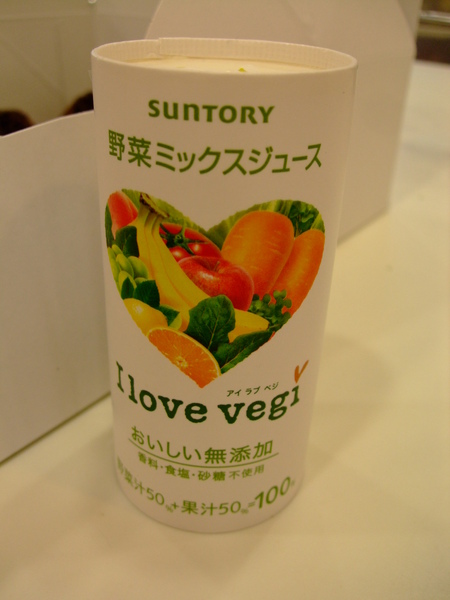 SUNTORY
野菜ミックスジュース
アイ ラブ ベジ
I love vegi
おいしい無添加
香料・食塩・砂糖 不使用
菜汁50%+果汁50%=100